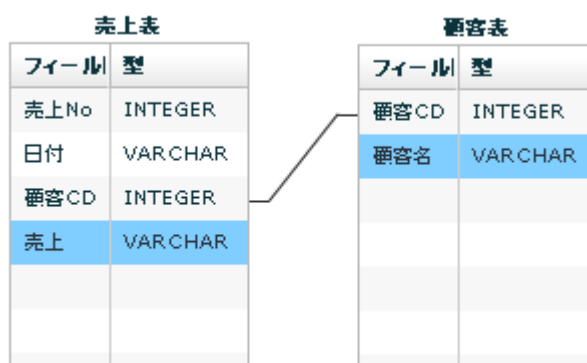 売上表
フィールド 型
売上No INTEGER
日付 VARCHAR
顧客CD INTEGER
売上 VARCHAR
顧客表
フィールド 型
顧客CD INTEGER
顧客名 VARCHAR